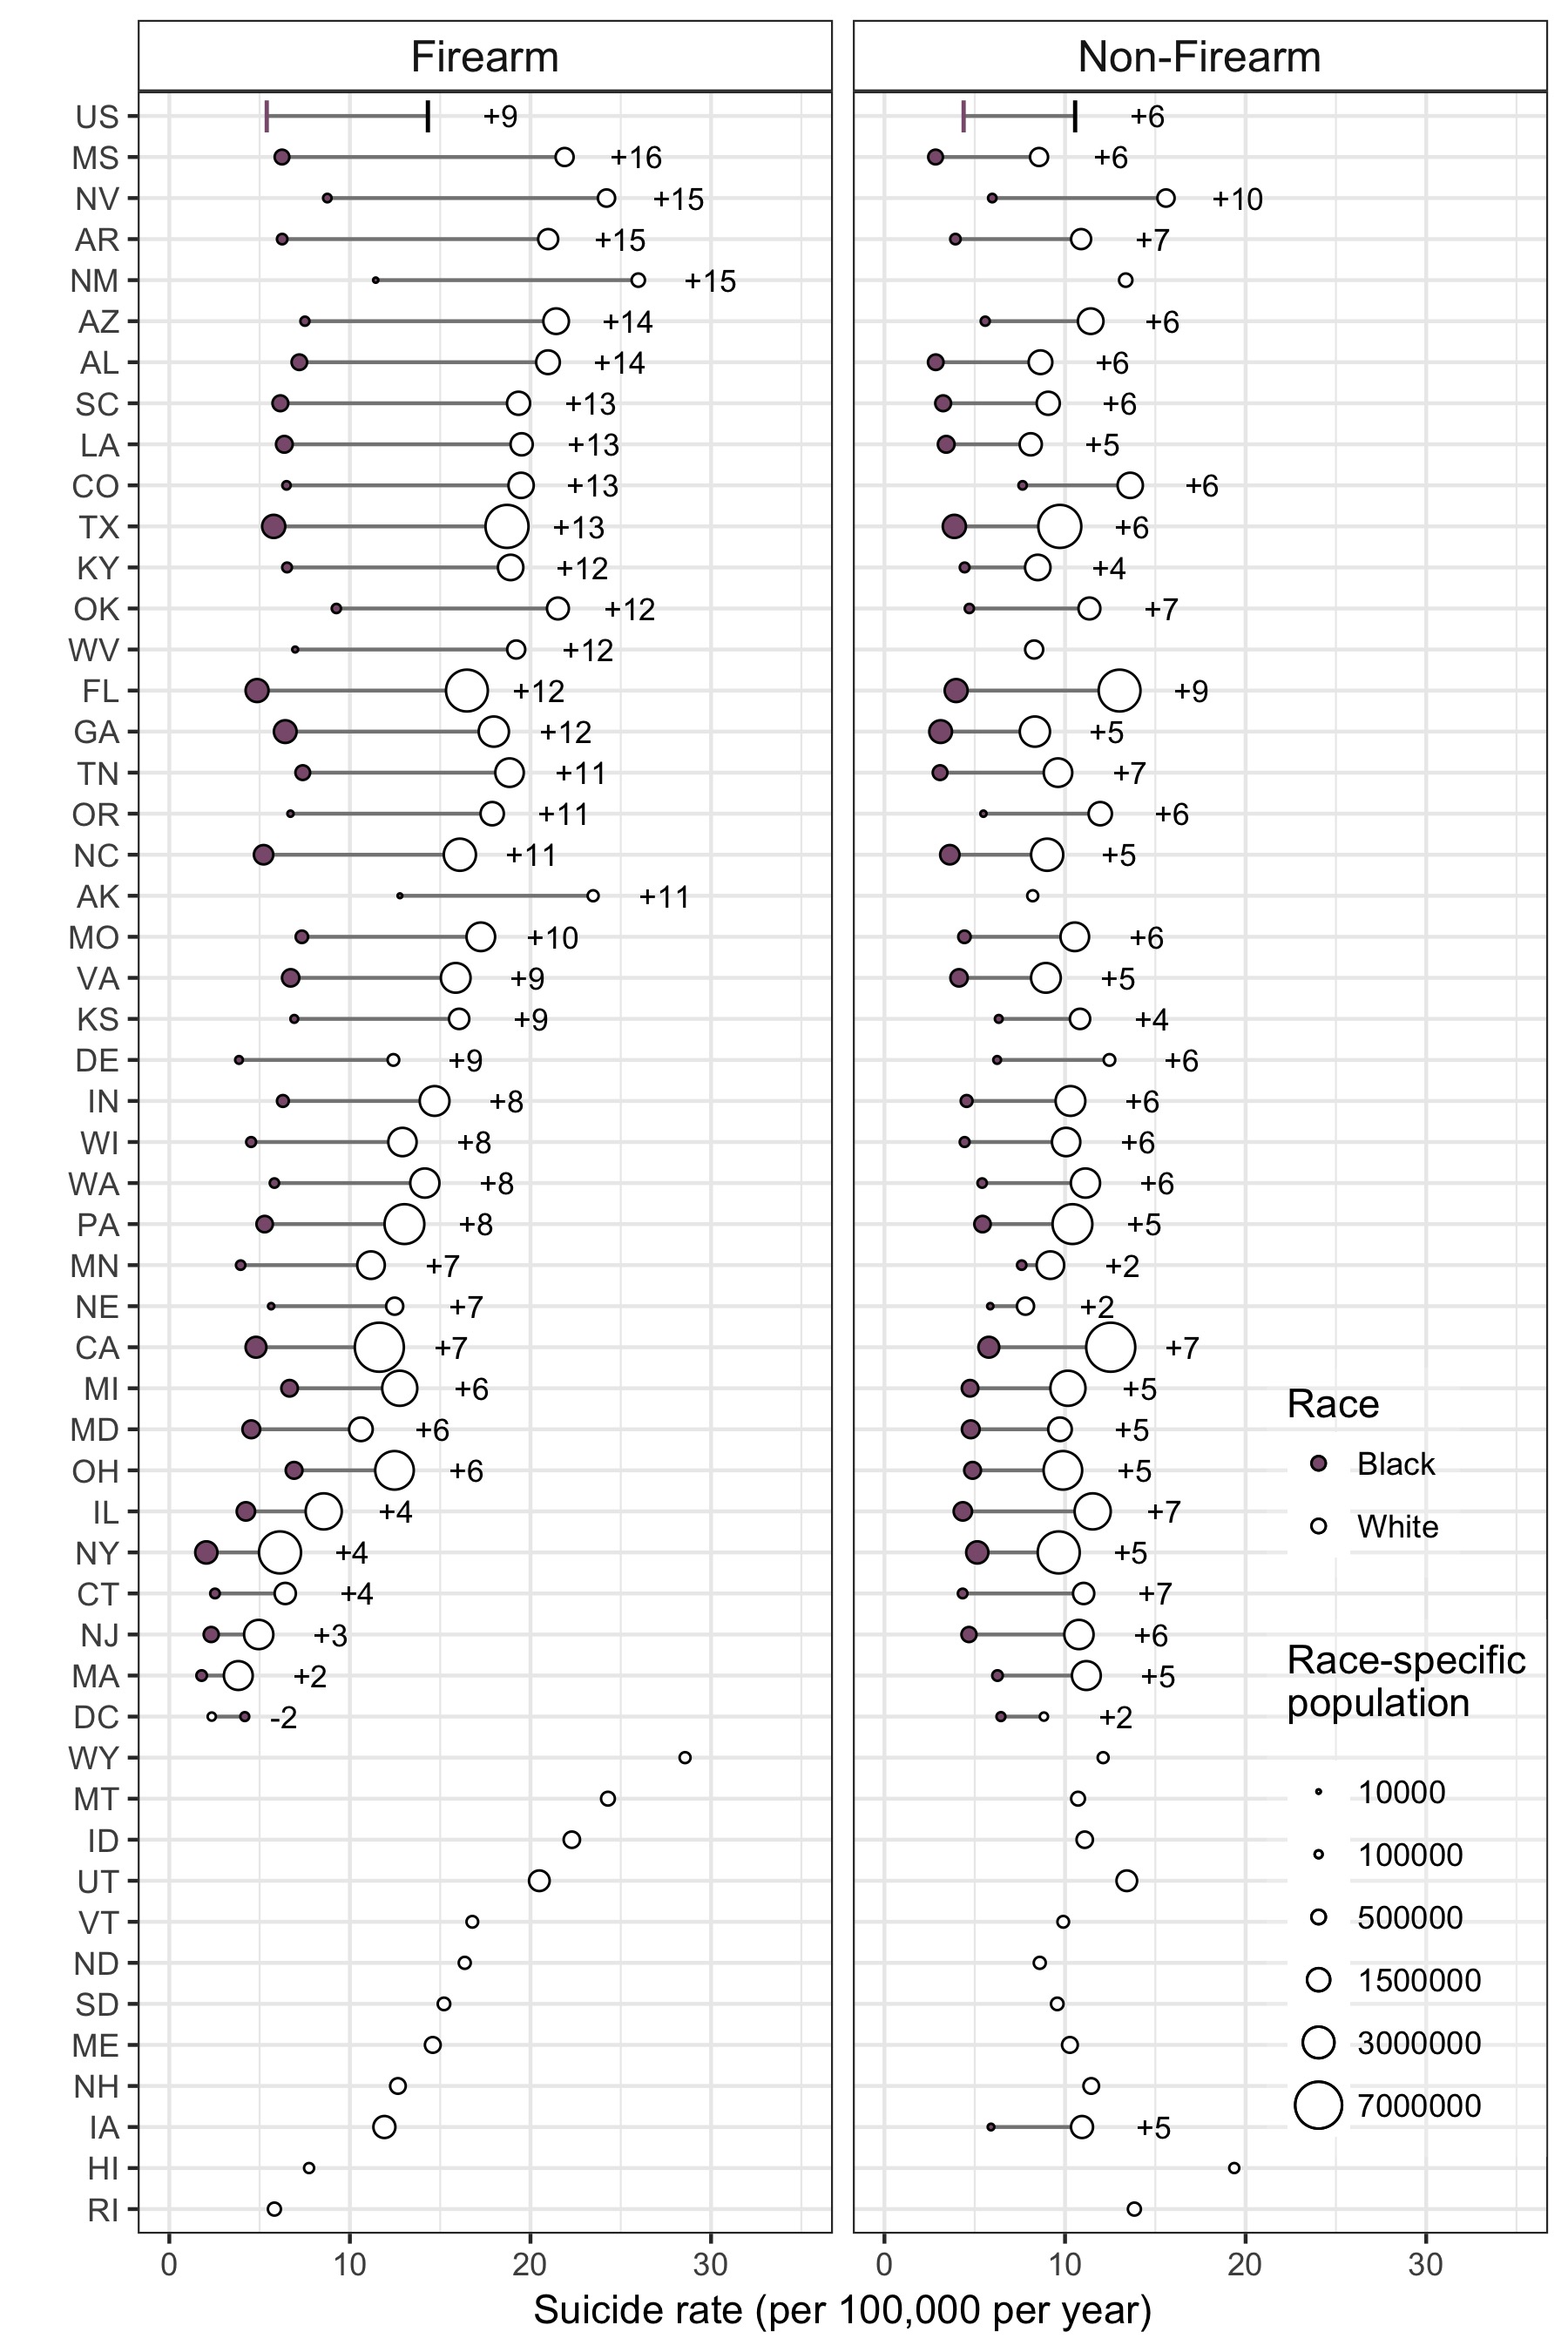 Firearm Non-Firearm
US +9 +6
MS +16 +6
NV +15 +10
AR +15 +7
NM +15
AZ +14 +6
AL +14 +6
SC +13 +6
LA +13 +5
CO +13 +6
TX +13 +6
KY +12 +4
OK +12 +7
WV +12
FL +12 +9
GA +12 +5
TN +11 +7
OR +11 +6
NC +11 +5
AK +11
MO +10 +6
VA +9 +5
KS +9 +4
DE +9 +6
IN +8 +6
WI +8 +6
WA +8 +6
PA +8 +5
MN +7 +2
NE +7 +2
CA +7 +7
MI +6 +5
MD +6 +5
OH +6 +5
IL +4 +7
NY +4 +5
CT +4 +7
NJ +3 +6
MA +2 +5
DC -2 +2
WY
MT
ID
UT
VT
ND
SD
ME
NH
IA +5
HI
RI
Race
Black
White
Race-specific
population
10000
100000
500000
1500000
3000000
7000000
0 10 20 30 0 10 20 30
Suicide rate (per 100,000 per year)